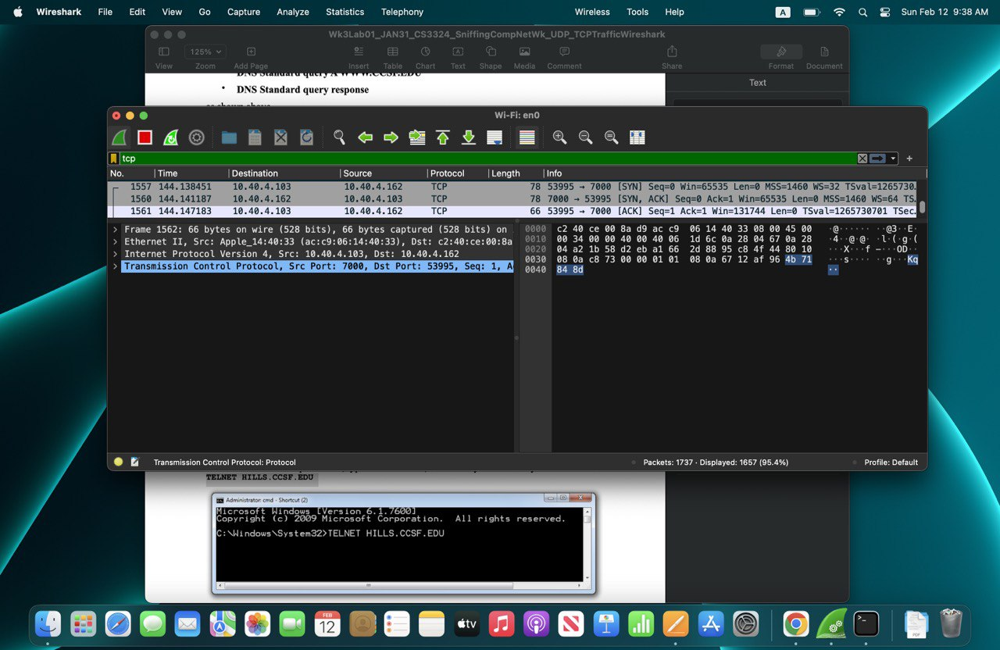 Wireshark File Edit View Go Capture Analyze Statistics Telephony Wireless Tools Help A Sun Feb 12 9:38 AM
Wk3Lab01_JAN31_CS3324_SniffingCompNetWk_UDP_TCPTrafficWireshark
125%
View Zoom Add Page Insert Table Chart Text Shape Media Comment Share Format Document
DNS Standard query A WWW.CCSF.EDU
Text
• DNS Standard query response
as shown above
Wi-Fi: en0
tcp
No. Time Destination Source Protocol Length Info
1557 144.138451 10.40.4.103 10.40.4.162 TCP 78 53995 → 7000 [SYN] Seq=0 Win=65535 Len=0 MSS=1460 WS=32 TSval=1265730…
1560 144.141187 10.40.4.162 10.40.4.103 TCP 78 7000 → 53995 [SYN, ACK] Seq=0 Ack=1 Win=65535 Len=0 MSS=1460 WS=64 TS…
1561 144.147183 10.40.4.103 10.40.4.162 TCP 66 53995 → 7000 [ACK] Seq=1 Ack=1 Win=131744 Len=0 TSval=1265730701 TSec…
Frame 1562: 66 bytes on wire (528 bits), 66 bytes captured (528 bits) on
Ethernet II, Src: Apple_14:40:33 (ac:c9:06:14:40:33), Dst: c2:40:ce:00:8a
Internet Protocol Version 4, Src: 10.40.4.103, Dst: 10.40.4.162
Transmission Control Protocol, Src Port: 7000, Dst Port: 53995, Seq: 1, A
0000 c2 40 ce 00 8a d9 ac c9 06 14 40 33 08 00 45 00 ·@······ ··@3··E·
0010 00 34 00 00 40 00 40 06 1d 6c 0a 28 04 67 0a 28 ·4··@·@· ·l·(·g·(
0020 04 a2 1b 58 d2 eb a1 66 2d 88 95 c8 4f 44 80 10 ···X···f -···OD··
0030 08 0a c8 73 00 00 01 01 08 0a 67 12 af 96 4b 71 ···s···· ··g···Kq
0040 84 8d ··
Transmission Control Protocol: Protocol Packets: 1737 · Displayed: 1657 (95.4%) Profile: Default
TELNET HILLS.CCSF.EDU
Administrator: cmd - Shortcut (2)
Microsoft Windows [Version 6.1.7600]
Copyright (c) 2009 Microsoft Corporation. All rights reserved.
C:\Windows\System32>TELNET HILLS.CCSF.EDU
FEB
12
tv
PDF